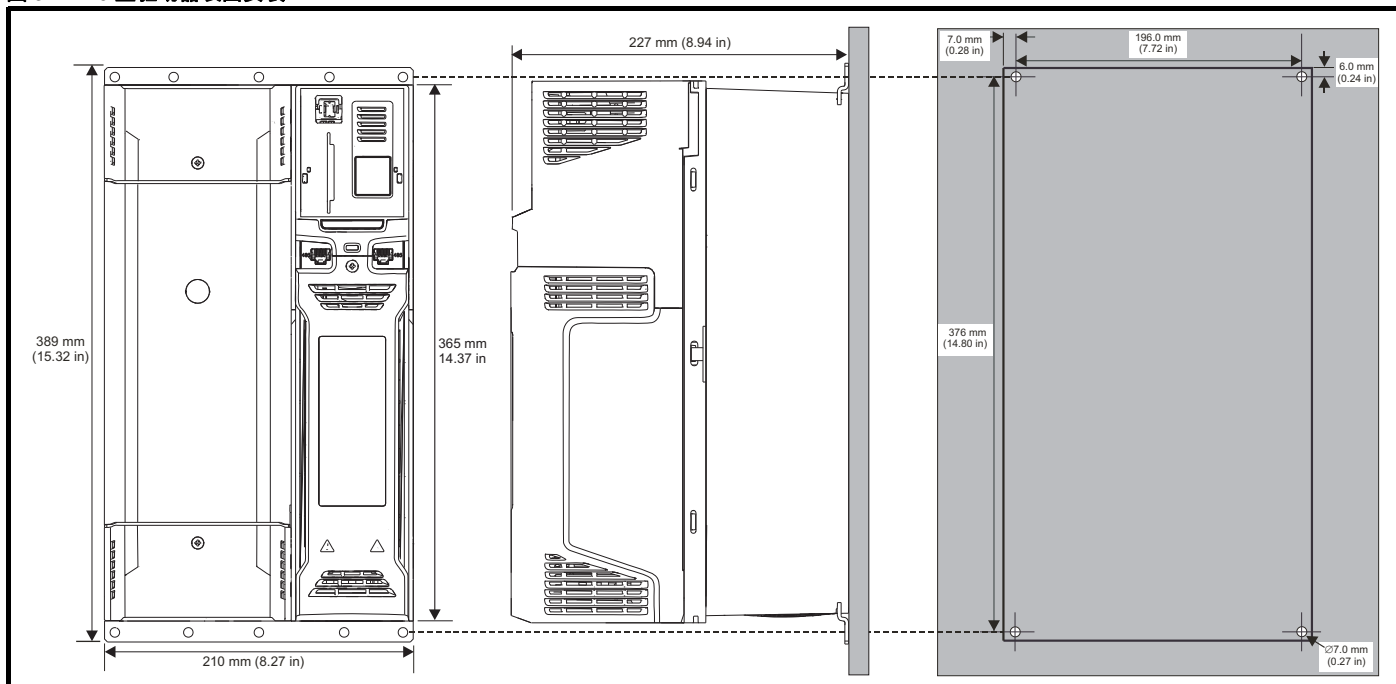 389 mm
(15.32 in)
365 mm
14.37 in
210 mm (8.27 in)
227 mm (8.94 in)
7.0 mm
(0.28 in)
196.0 mm
(7.72 in)
6.0 mm
(0.24 in)
376 mm
(14.80 in)
∅7.0 mm
(0.27 in)